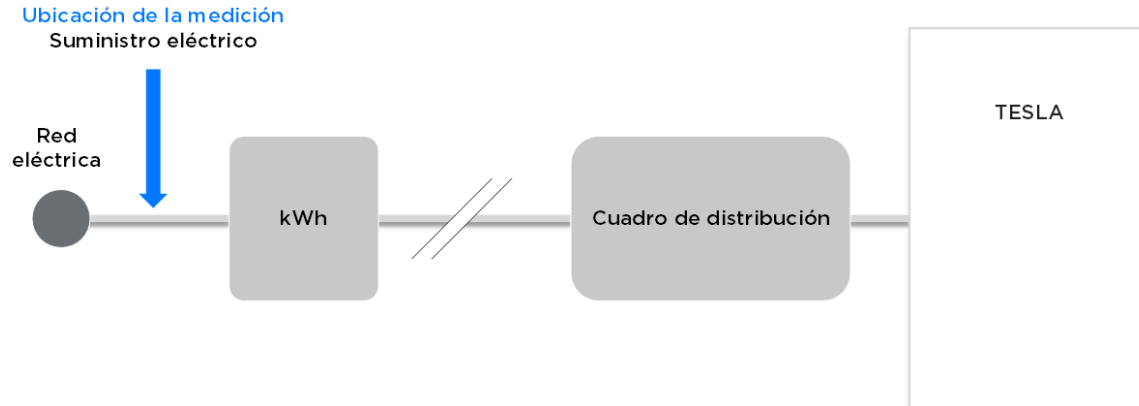 Ubicación de la medición
Suministro eléctrico
Red
eléctrica
kWh
Cuadro de distribución
TESLA